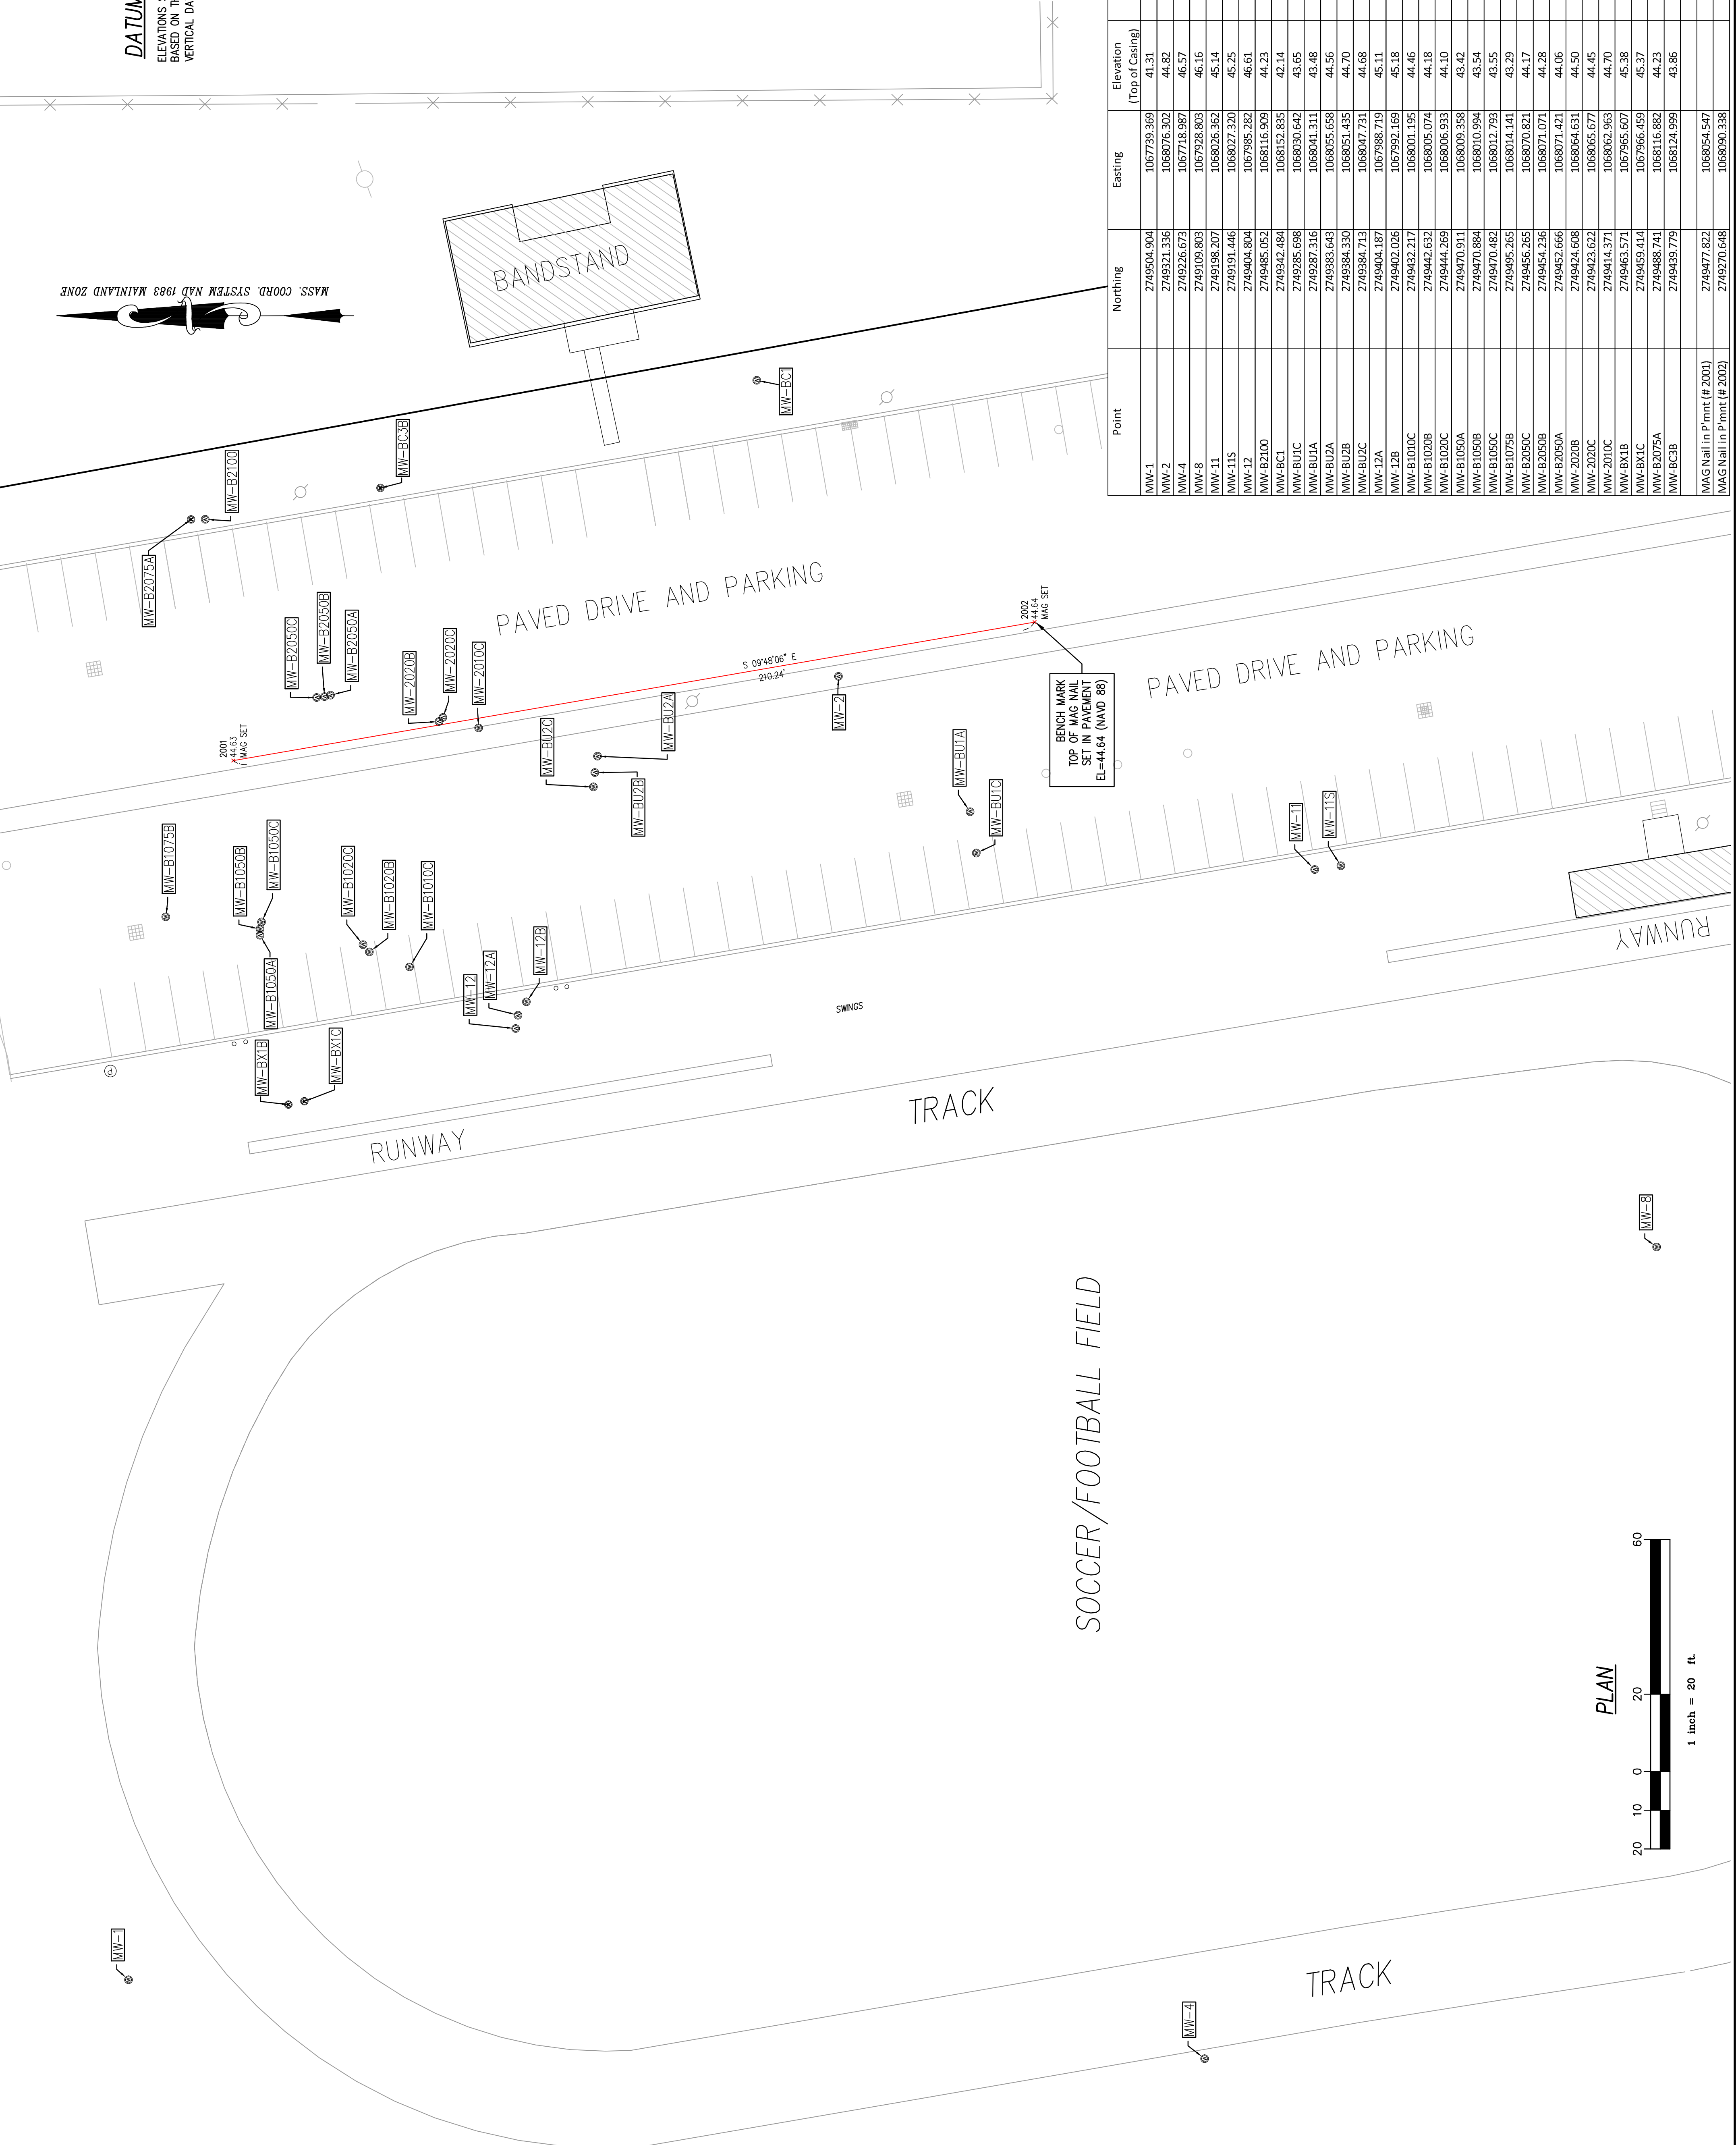 DATUM
ELEVATIONS
BASED ON
VERTICAL
MASS. COORD. SYSTEM NAD 1983 MAINLAND ZONE
BANDSTAND
MW-BC1
MW-BC3B
MW-B2100
MW-B2075A
PAVED DRIVE AND PARKING
MW-B2050C
MW-B2050B
MW-B2050A
MW-2020B
MW-2020C
MW-2010C
2001
44.63
MAG SET
S 09°48'06" E
210.24'
2002
44.64
MAG SET
BENCH MARK
TOP OF MAG NAIL
SET IN PAVEMENT
EL=44.64 (NAVD 88)
PAVED DRIVE AND PARKING
MW-BU2C
MW-BU2A
MW-BU2B
MW-2
MW-BU1A
MW-BU1C
MW-11
MW-11S
MW-B1075B
MW-B1050B
MW-B1050C
MW-B1050A
MW-B1020C
MW-B1020B
MW-B1010C
MW-12
MW-12A
MW-12B
MW-BX1B
MW-BX1C
d
SWINGS
RUNWAY
RUNWAY
TRACK
MW-8
SOCCER/FOOTBALL FIELD
MW-1
MW-4
TRACK
PLAN
20 10 0 20 60
1 inch = 20 ft.
Point Northing Easting Elevation
(Top of Casing)
MW-1 2749504.904 1067739.369 41.31
MW-2 2749321.336 1068076.302 44.82
MW-4 2749226.673 1067718.987 46.57
MW-8 2749109.803 1067928.803 46.16
MW-11 2749198.207 1068026.362 45.14
MW-11S 2749191.446 1068027.320 45.25
MW-12 2749404.804 1067985.282 46.61
MW-B2100 2749485.052 1068116.909 44.23
MW-BC1 2749342.484 1068152.835 42.14
MW-BU1C 2749285.698 1068030.642 43.65
MW-BU1A 2749287.316 1068041.311 43.48
MW-BU2A 2749383.643 1068055.658 44.56
MW-BU2B 2749384.330 1068051.435 44.70
MW-BU2C 2749384.713 1068047.731 44.68
MW-12A 2749404.187 1067988.719 45.11
MW-12B 2749402.026 1067992.169 45.18
MW-B1010C 2749432.217 1068001.195 44.46
MW-B1020B 2749442.632 1068005.074 44.18
MW-B1020C 2749444.269 1068006.933 44.10
MW-B1050A 2749470.911 1068009.358 43.42
MW-B1050B 2749470.884 1068010.994 43.54
MW-B1050C 2749470.482 1068012.793 43.55
MW-B1075B 2749495.265 1068014.141 43.29
MW-B2050C 2749456.265 1068070.821 44.17
MW-B2050B 2749454.236 1068071.071 44.28
MW-B2050A 2749452.666 1068071.421 44.06
MW-2020B 2749424.608 1068064.631 44.50
MW-2020C 2749423.622 1068065.677 44.45
MW-2010C 2749414.371 1068062.963 44.70
MW-BX1B 2749463.571 1067965.607 45.38
MW-BX1C 2749459.414 1067966.459 45.37
MW-B2075A 2749488.741 1068116.882 44.23
MW-BC3B 2749439.779 1068124.999 43.86
MAG Nail in P'mnt (# 2001) 2749477.822 1068054.547
MAG Nail in P'mnt (# 2002) 2749270.648 1068090.338